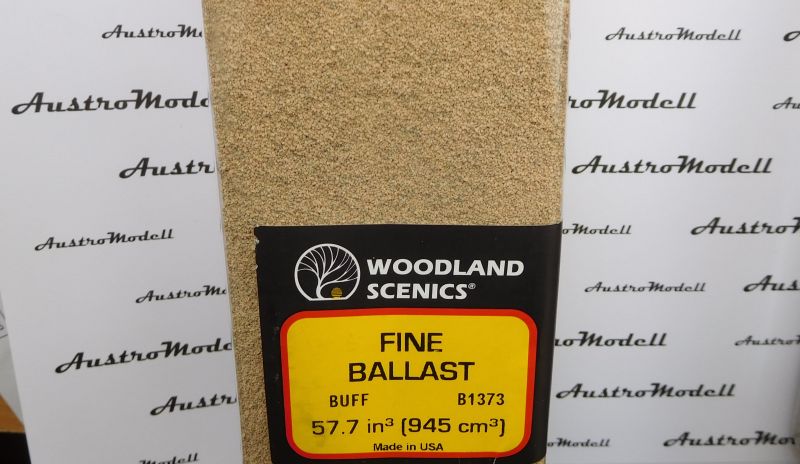 AustroModell
AustroModell
AustroModell
AustroModell
AustroModell
AustroModell
AustroModell
AustroModell
AustroModell
AustroModell
WOODLAND
SCENICS®
FINE
BALLAST
BUFF B1373
57.7 in³ (945 cm³)
Made in USA